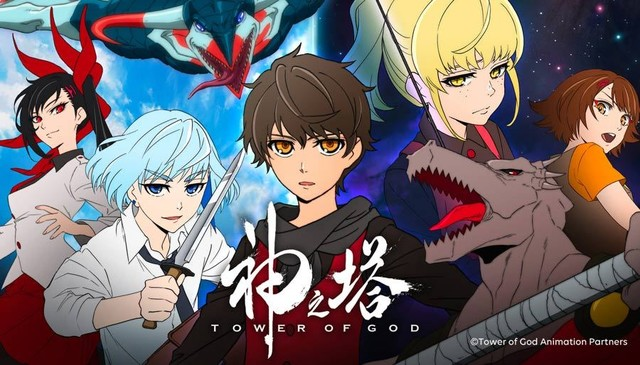 神之塔
TOWER OF GOD
©Tower of God Animation Partners